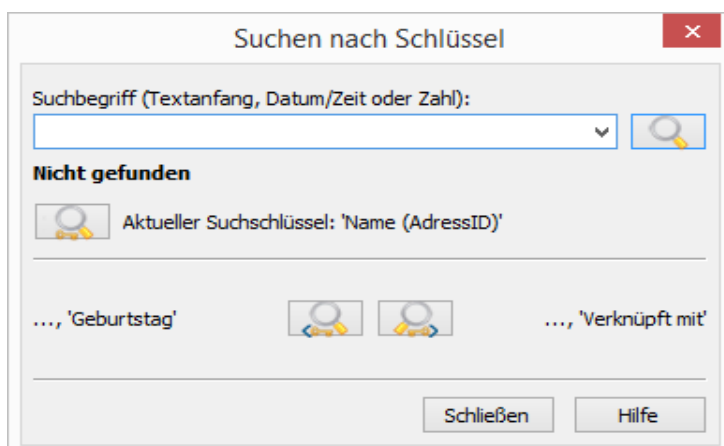 Suchen nach Schlüssel
Suchbegriff (Textanfang, Datum/Zeit oder Zahl):
Nicht gefunden
Aktueller Suchschlüssel: 'Name (AdressID)'
..., 'Geburtstag'
..., 'Verknüpft mit'
Schließen
Hilfe